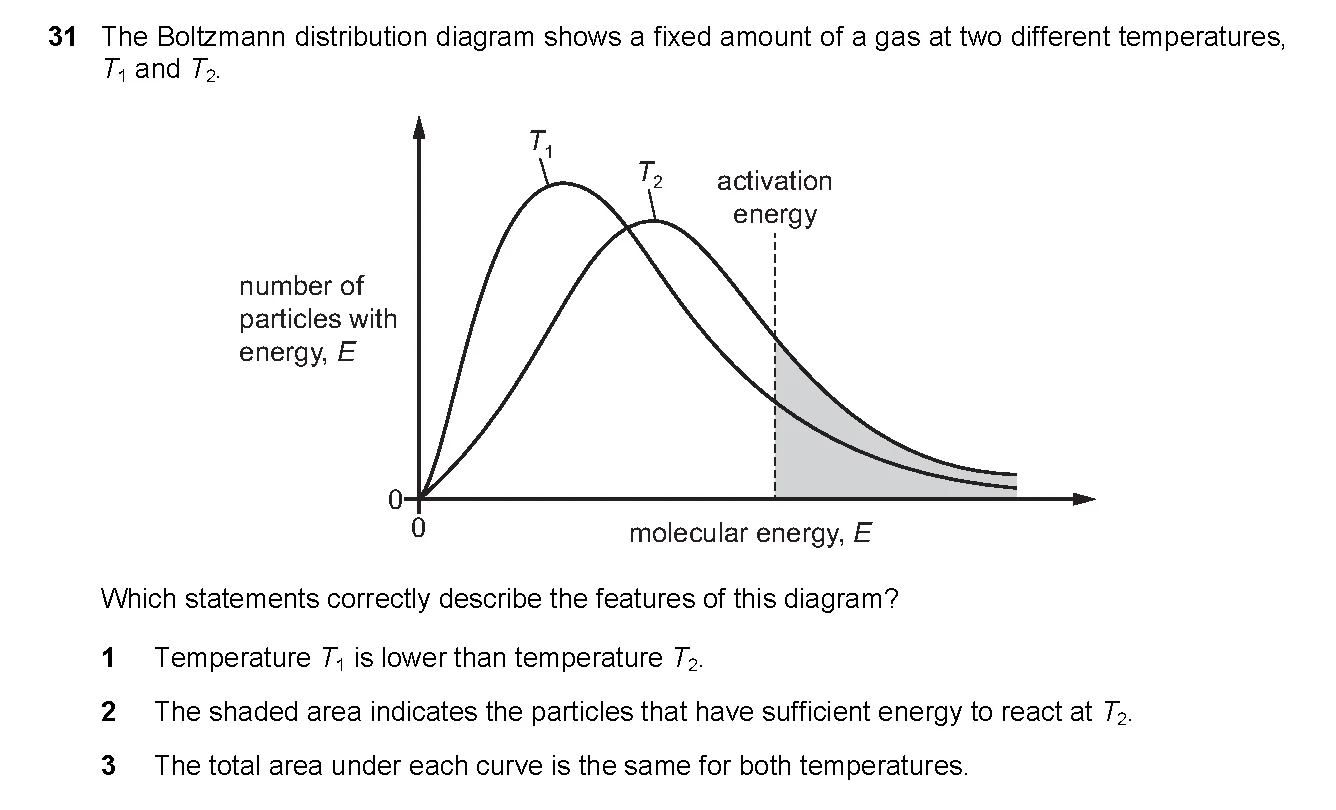 31 The Boltzmann distribution diagram shows a fixed amount of a gas at two different temperatures,
T₁ and T₂.
T₁
T₂
activation
energy
number of
particles with
energy, E
0
0
molecular energy, E
Which statements correctly describe the features of this diagram?
1 Temperature T₁ is lower than temperature T₂.
2 The shaded area indicates the particles that have sufficient energy to react at T₂.
3 The total area under each curve is the same for both temperatures.